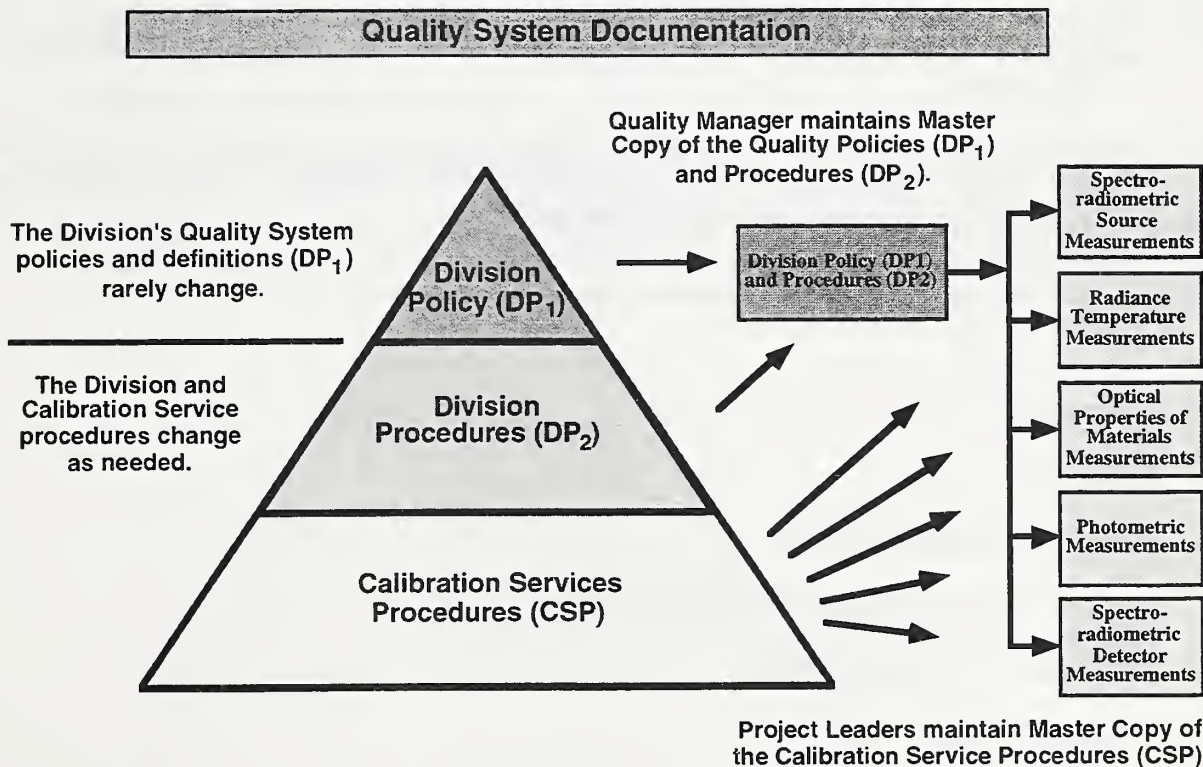 Quality System Documentation
Quality Manager maintains Master
Copy of the Quality Policies (DP1)
and Procedures (DP2).
The Division's Quality System
policies and definitions (DP1)
rarely change.
The Division and
Calibration Service
procedures change
as needed.
Division
Policy (DP1)
Division
Procedures (DP2)
Calibration Services
Procedures (CSP)
Division Policy (DP1)
and Procedures (DP2)
Spectro-
radiometric
Source
Measurements
Radiance
Temperature
Measurements
Optical
Properties of
Materials
Measurements
Photometric
Measurements
Spectro-
radiometric
Detector
Measurements
Project Leaders maintain Master Copy of
the Calibration Service Procedures (CSP)